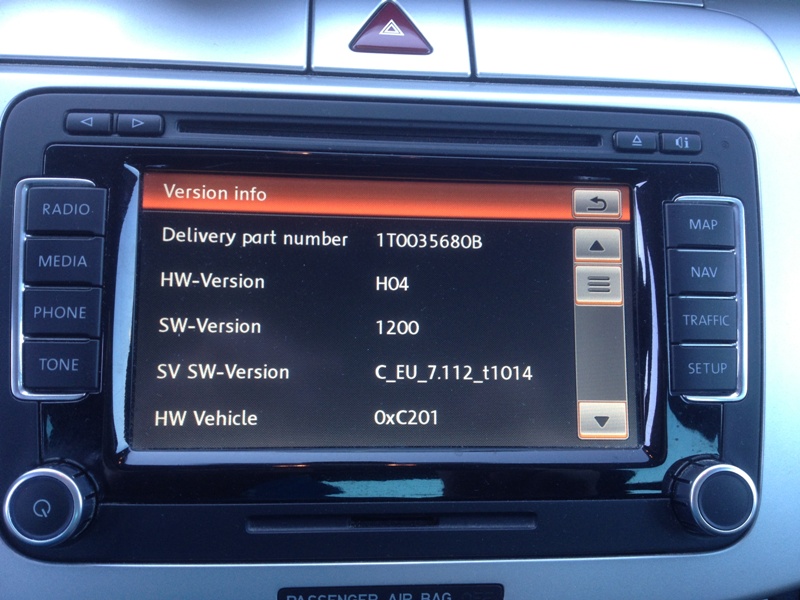 Version info
Delivery part number 1T0035680B
HW-Version H04
SW-Version 1200
SV SW-Version C_EU_7.112_t1014
HW Vehicle 0xC201
RADIO
MEDIA
PHONE
TONE
MAP
NAV
TRAFFIC
SETUP
PASSENGER AIR BAG